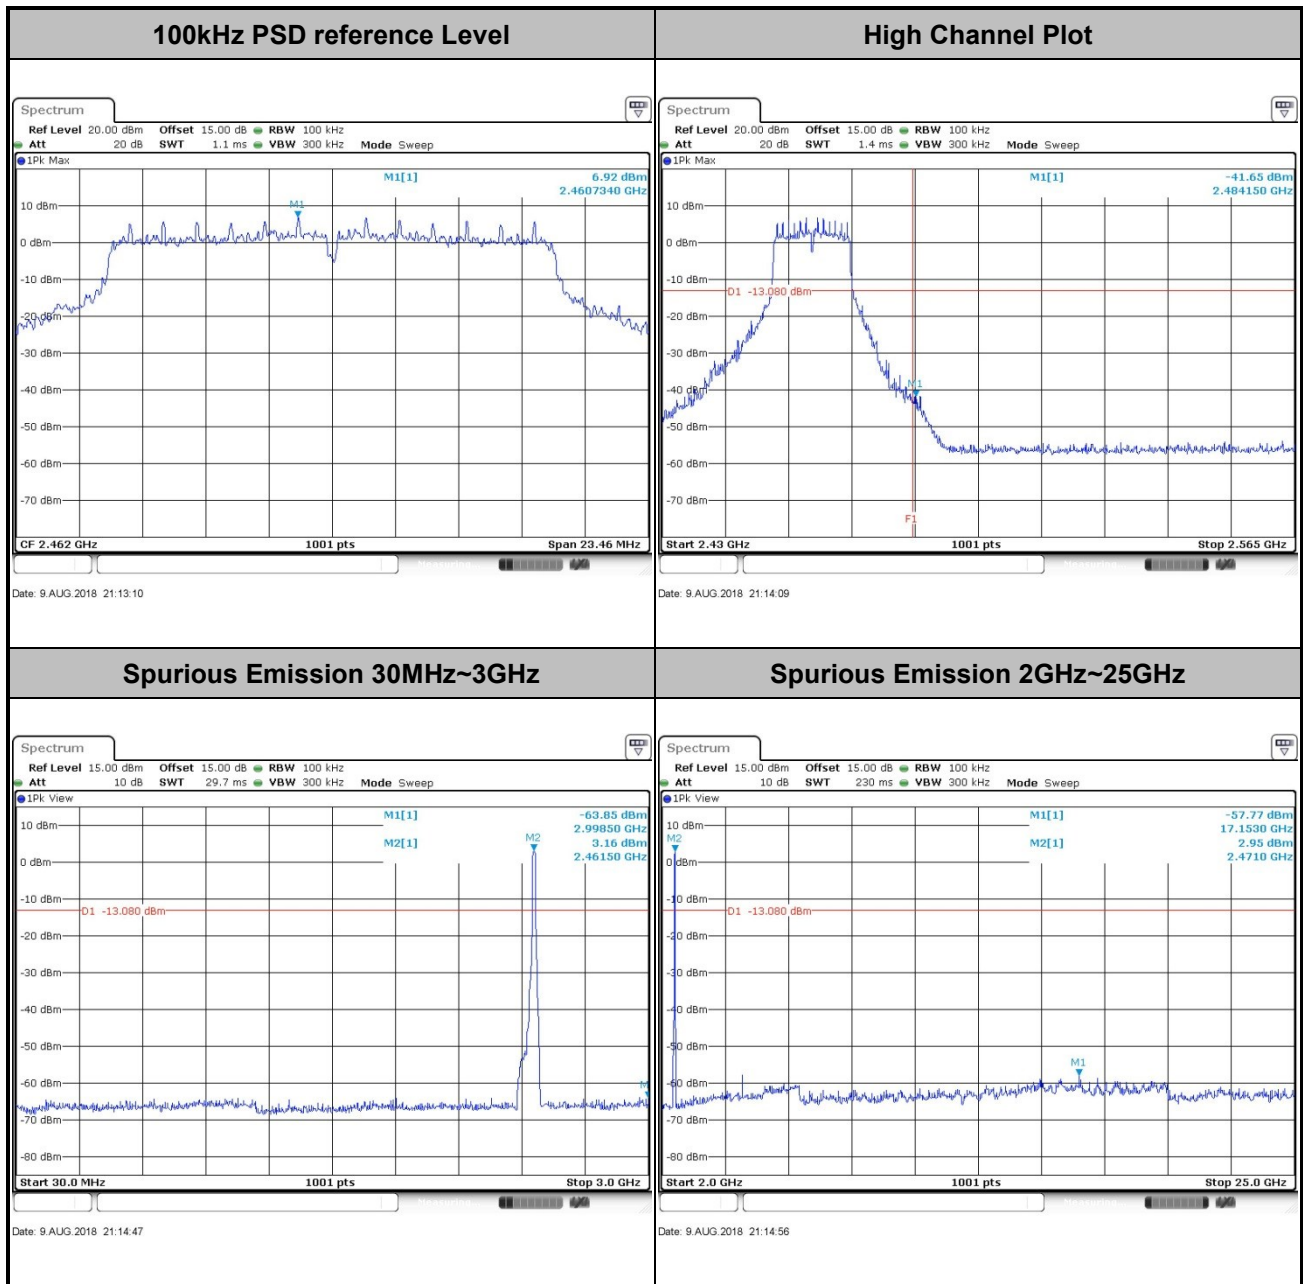 100kHz PSD reference Level
High Channel Plot
Spectrum
Ref Level 20.00 dBm Offset 15.00 dB RBW 100 kHz
Att 20 dB SWT 1.1 ms VBW 300 kHz Mode Sweep
1Pk Max
M1[1] 6.92 dBm
2.4607340 GHz
M1
10 dBm
0 dBm
-10 dBm
-20 dBm
-30 dBm
-40 dBm
-50 dBm
-60 dBm
-70 dBm
CF 2.462 GHz 1001 pts Span 23.46 MHz
Measuring
Date: 9.AUG.2018 21:13:10
Spectrum
Ref Level 20.00 dBm Offset 15.00 dB RBW 100 kHz
Att 20 dB SWT 1.4 ms VBW 300 kHz Mode Sweep
1Pk Max
M1[1] -41.65 dBm
2.484150 GHz
10 dBm
0 dBm
-10 dBm
D1 -13.080 dBm
-20 dBm
-30 dBm
-40 dBm
M1
-50 dBm
-60 dBm
-70 dBm
F1
Start 2.43 GHz 1001 pts Stop 2.565 GHz
Measuring
Date: 9.AUG.2018 21:14:09
Spurious Emission 30MHz~3GHz
Spurious Emission 2GHz~25GHz
Spectrum
Ref Level 15.00 dBm Offset 15.00 dB RBW 100 kHz
Att 10 dB SWT 29.7 ms VBW 300 kHz Mode Sweep
1Pk View
M1[1] -63.85 dBm
2.99850 GHz
M2[1] 3.16 dBm
2.46150 GHz
M2
10 dBm
0 dBm
-10 dBm
D1 -13.080 dBm
-20 dBm
-30 dBm
-40 dBm
-50 dBm
-60 dBm
M
-70 dBm
-80 dBm
Start 30.0 MHz 1001 pts Stop 3.0 GHz
Measuring
Date: 9.AUG.2018 21:14:47
Spectrum
Ref Level 15.00 dBm Offset 15.00 dB RBW 100 kHz
Att 10 dB SWT 230 ms VBW 300 kHz Mode Sweep
1Pk View
M1[1] -57.77 dBm
17.1530 GHz
M2[1] 2.95 dBm
2.4710 GHz
10 dBm
M2
0 dBm
-10 dBm
D1 -13.080 dBm
-20 dBm
-30 dBm
-40 dBm
-50 dBm
M1
-60 dBm
-70 dBm
-80 dBm
Start 2.0 GHz 1001 pts Stop 25.0 GHz
Measuring
Date: 9.AUG.2018 21:14:56